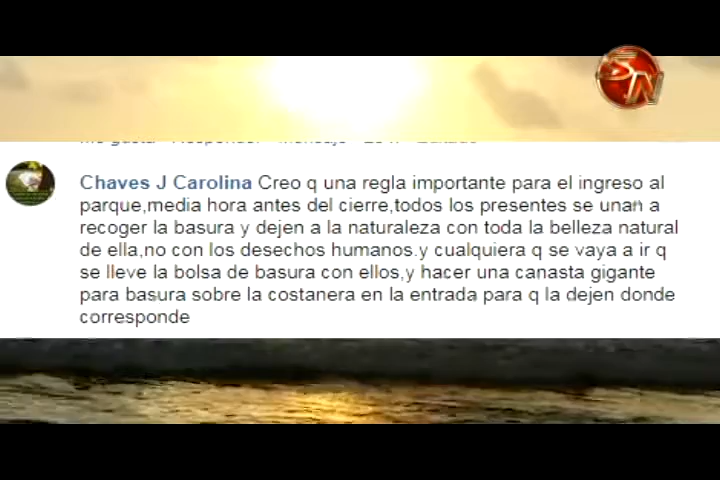 SN
Chaves J Carolina Creo q una regla importante para el ingreso al
parque,media hora antes del cierre,todos los presentes se unan a
recoger la basura y dejen a la naturaleza con toda la belleza natural
de ella,no con los desechos humanos.y cualquiera q se vaya a ir q
se lleve la bolsa de basura con ellos,y hacer una canasta gigante
para basura sobre la costanera en la entrada para q la dejen donde
corresponde